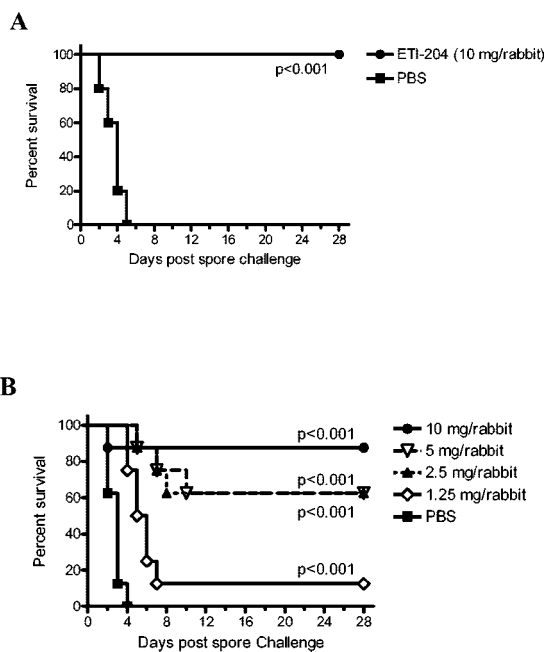 A
ETI-204 (10 mg/rabbit)
PBS
p<0.001
Percent survival
100
80
60
40
20
0
0 4 8 12 16 20 24 28
Days post spore challenge
B
10 mg/rabbit
5 mg/rabbit
2.5 mg/rabbit
1.25 mg/rabbit
PBS
p<0.001
p<0.001
p<0.001
p<0.001
Percent survival
100
80
60
40
20
0
0 4 8 12 16 20 24 28
Days post spore Challenge